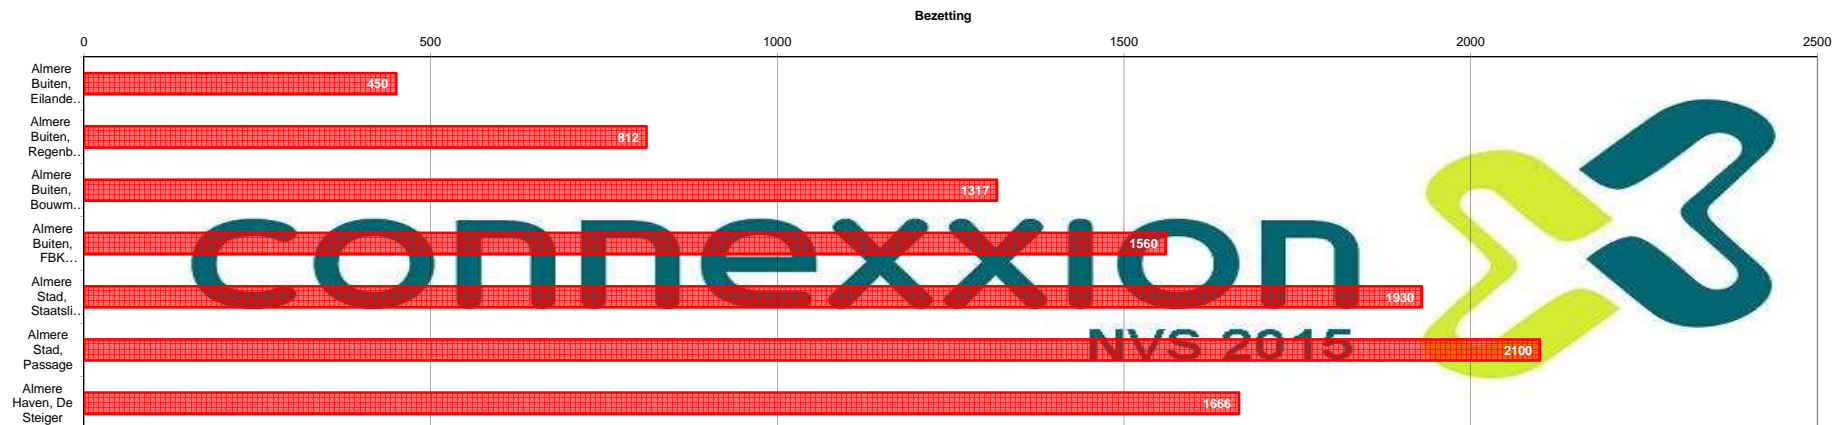 Bezetting
0 500 1000 1500 2000 2500
Almere
Buiten,
Eilande...
450
Almere
Buiten,
Regenb...
812
Almere
Buiten,
Bouwm...
1317
Almere
Buiten,
FBK...
1560
Almere
Stad,
Staatsli...
1930
Almere
Stad,
Passage
2100
Almere
Haven, De
Steiger
1666
connexxion
NVS 2015